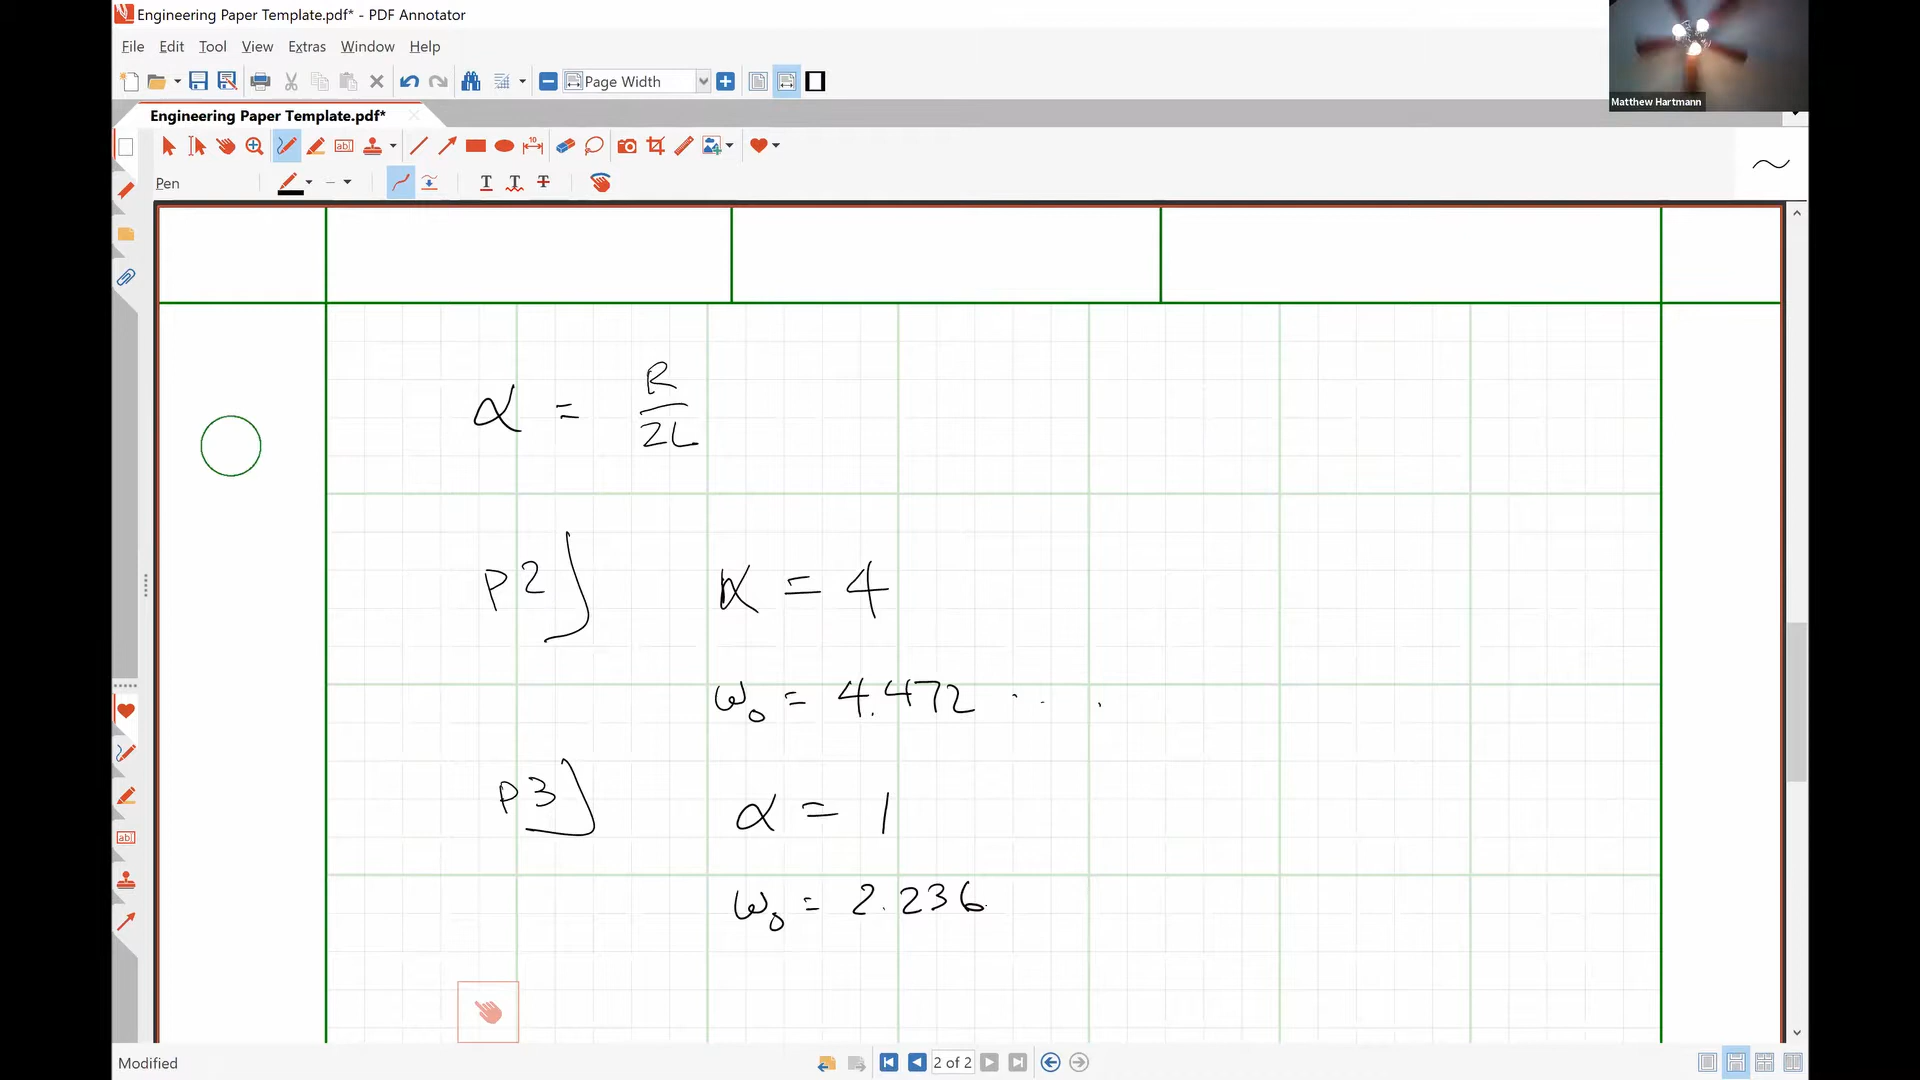 Engineering Paper Template.pdf* - PDF Annotator
File Edit Tool View Extras Window Help
Page Width
Matthew Hartmann
Engineering Paper Template.pdf*
Pen
α = R/2L
P2) α = 4
ω₀ = 4.472 ...
P3) α = 1
ω₀ = 2.236
Modified
2 of 2